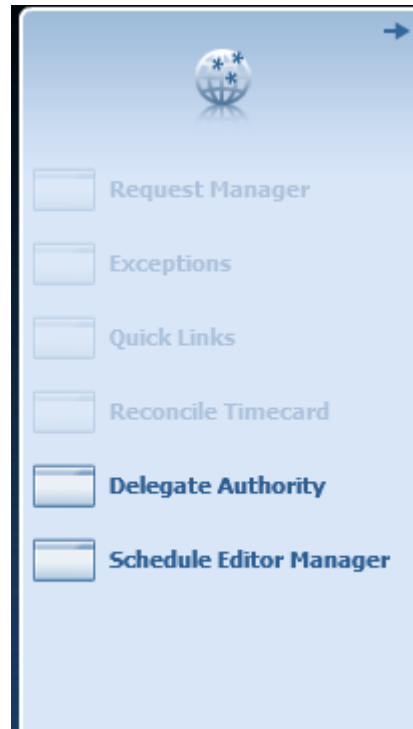 Request Manager
Exceptions
Quick Links
Reconcile Timecard
Delegate Authority
Schedule Editor Manager